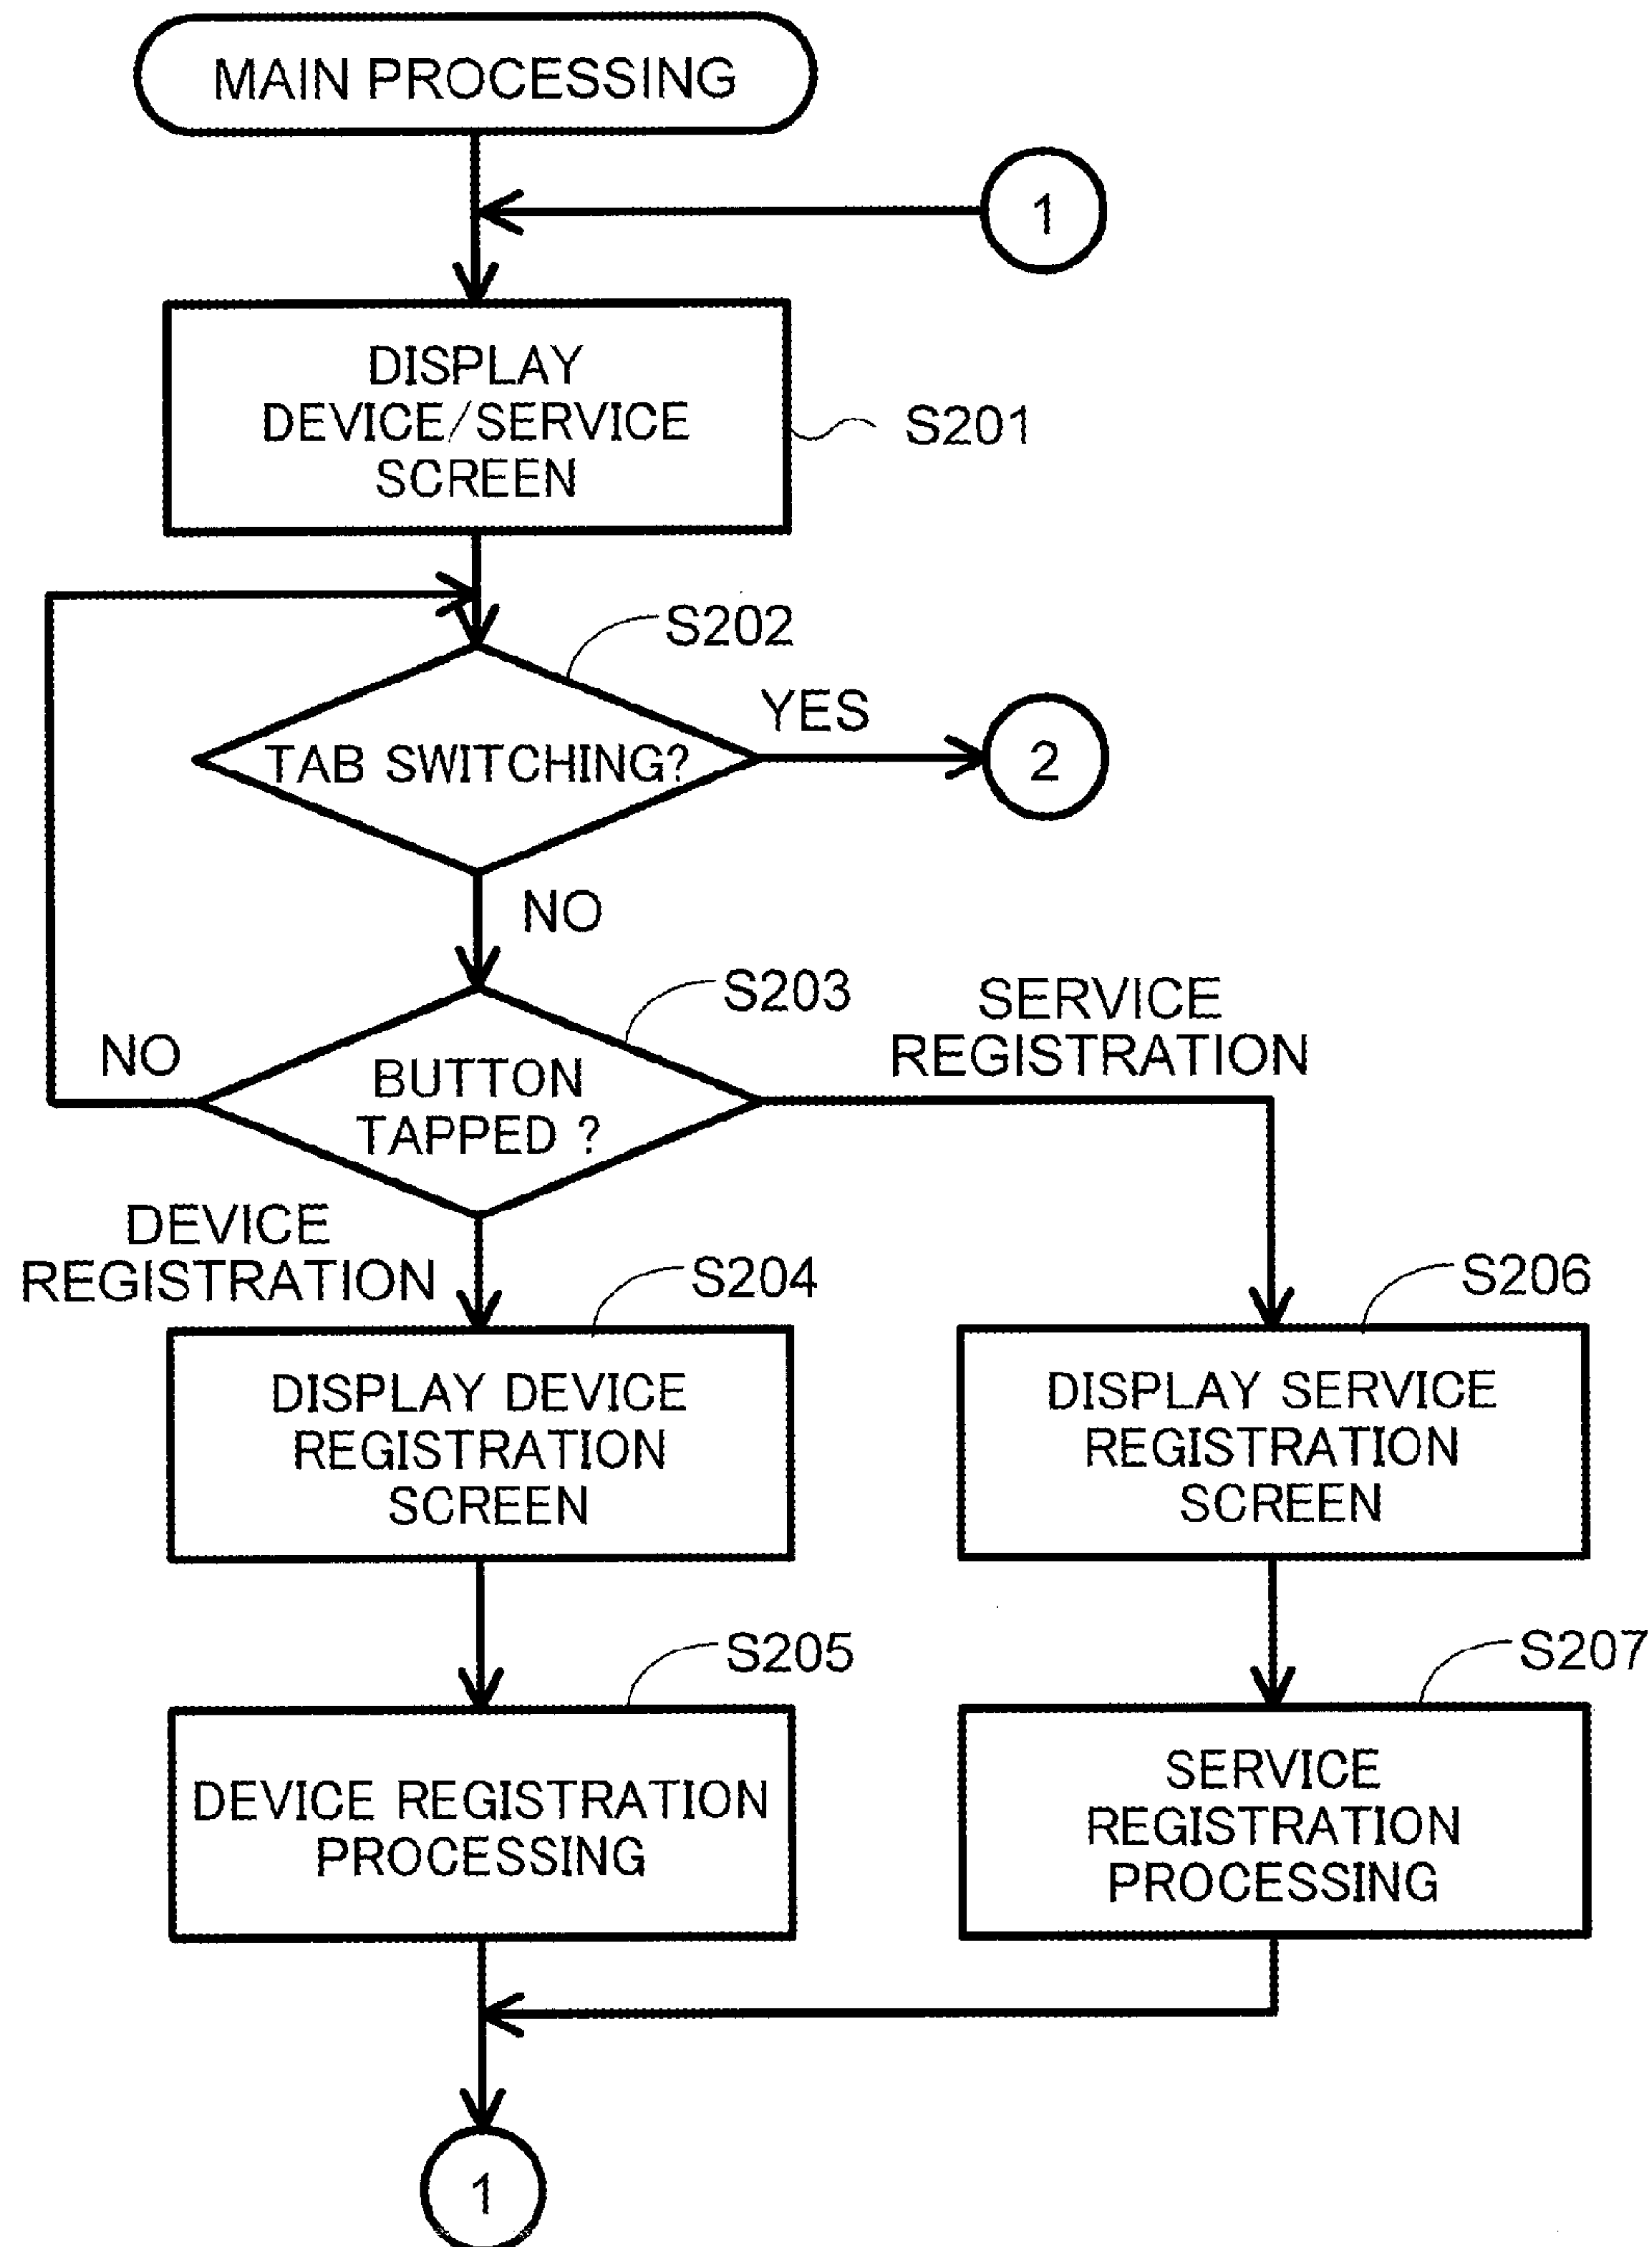 MAIN PROCESSING
1
DISPLAY
DEVICE/SERVICE
SCREEN
S201
S202
YES
TAB SWITCHING?
2
NO
S203
SERVICE
REGISTRATION
NO
BUTTON
TAPPED ?
DEVICE
REGISTRATION
S204
S206
DISPLAY DEVICE
REGISTRATION
SCREEN
DISPLAY SERVICE
REGISTRATION
SCREEN
S205
S207
DEVICE REGISTRATION
PROCESSING
SERVICE
REGISTRATION
PROCESSING
1